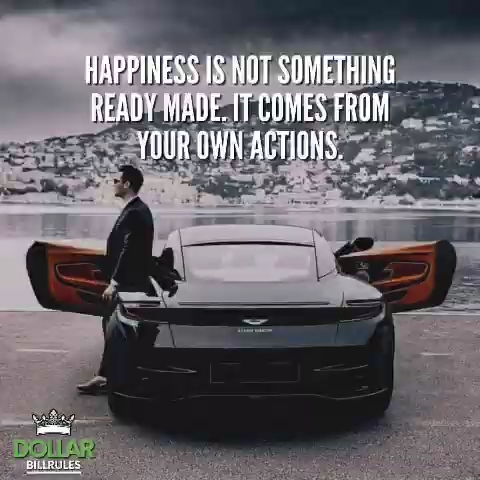 HAPPINESS IS NOT SOMETHING
READY MADE. IT COMES FROM
YOUR OWN ACTIONS.
DOLLAR
BILLRULES